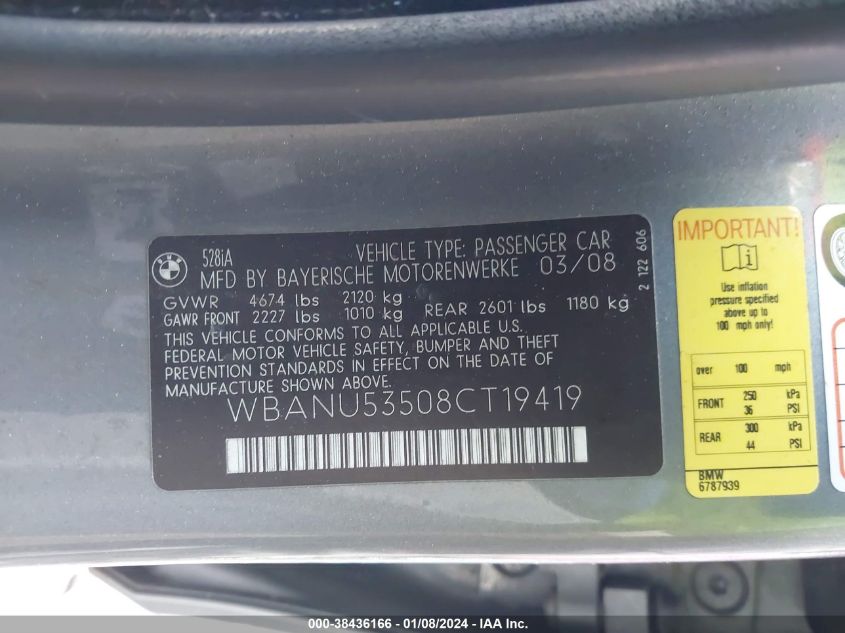 BMW
528iA
VEHICLE TYPE: PASSENGER CAR
MFD BY BAYERISCHE MOTORENWERKE 03/08
GVWR 4674 lbs 2120 kg
GAWR FRONT 2227 lbs 1010 kg REAR 2601 lbs 1180 kg
THIS VEHICLE CONFORMS TO ALL APPLICABLE U.S.
FEDERAL MOTOR VEHICLE SAFETY, BUMPER AND THEFT
PREVENTION STANDARDS IN EFFECT ON THE DATE OF
MANUFACTURE SHOWN ABOVE.
WBANU53508CT19419
2 122 606
IMPORTANT!
Use inflation
pressure specified
above up to
100 mph only!
over 100 mph
FRONT 250 kPa
36 PSI
REAR 300 kPa
44 PSI
BMW
6787939
000-38436166 - 01/08/2024 - IAA Inc.